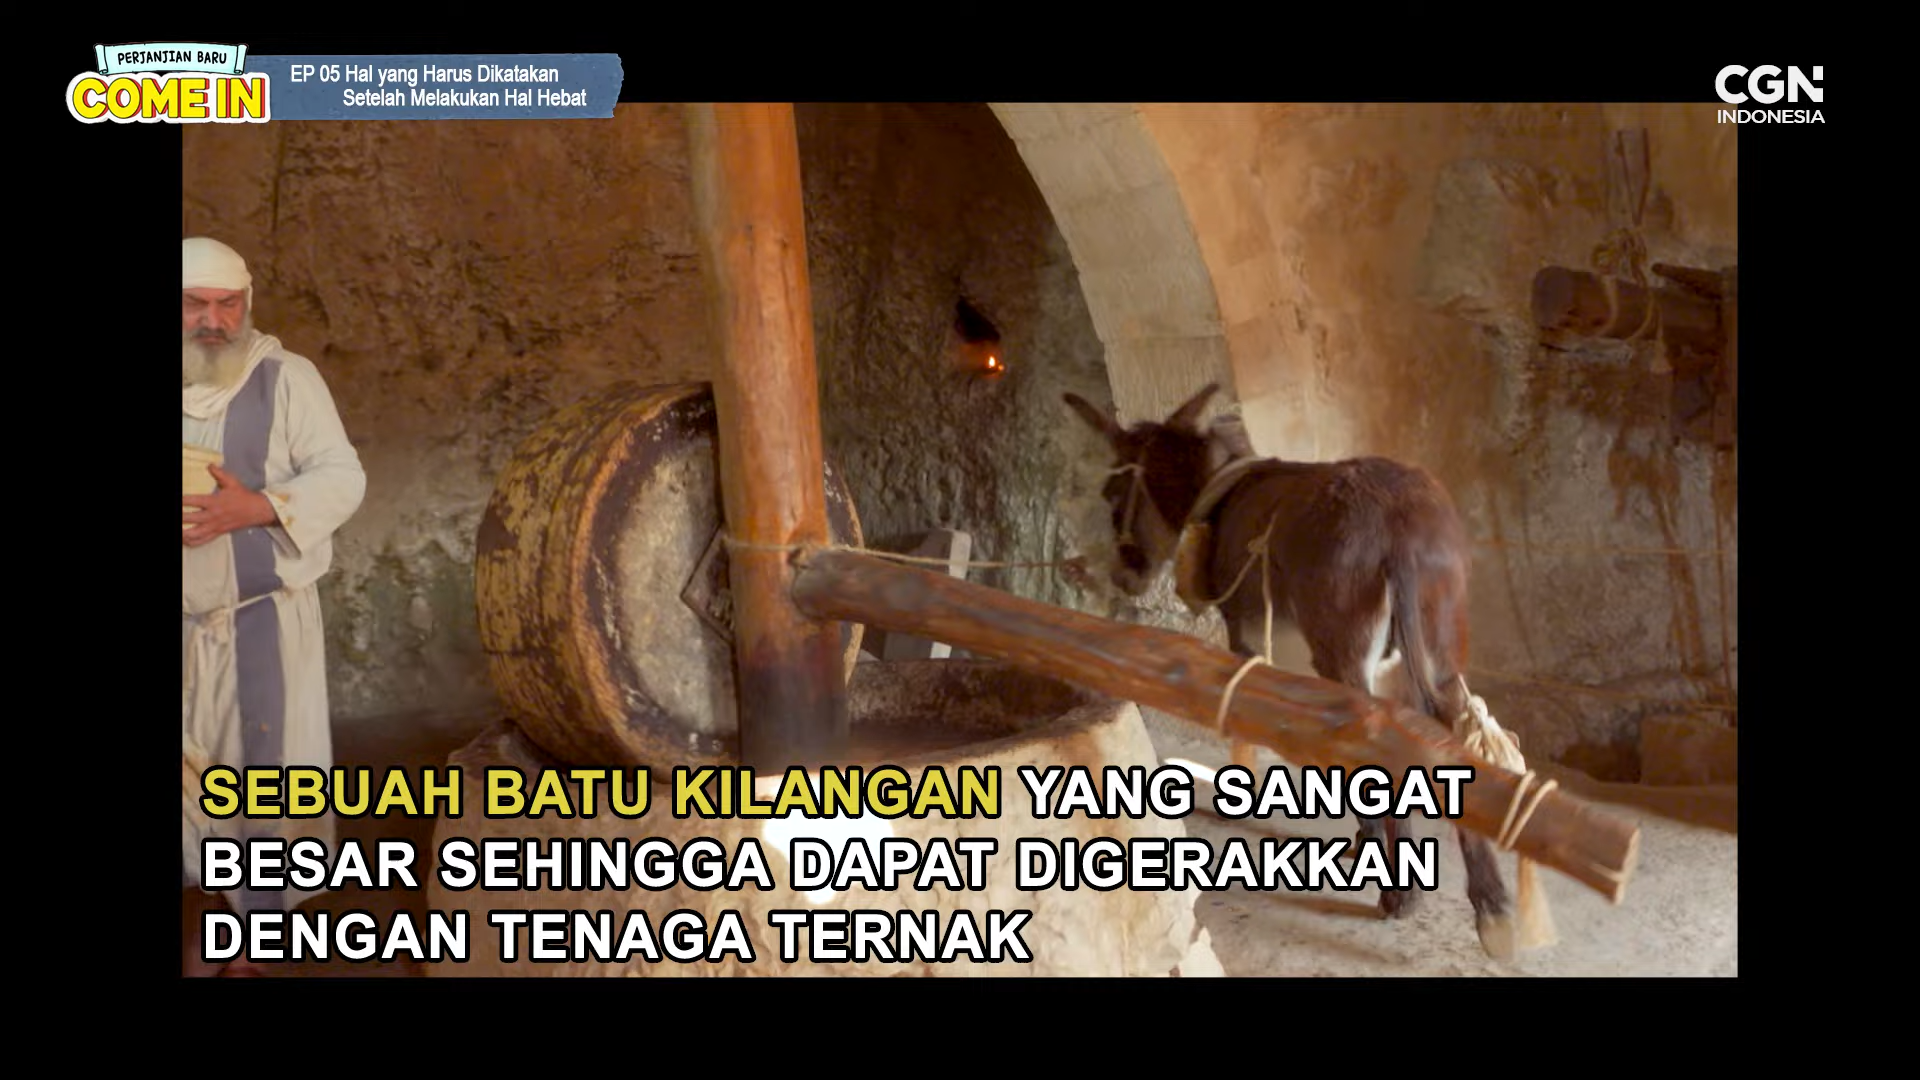 PERJANJIAN BARU
COME IN
EP 05 Hal yang Harus Dikatakan
Setelah Melakukan Hal Hebat
CGN
INDONESIA
SEBUAH BATU KILANGAN YANG SANGAT
BESAR SEHINGGA DAPAT DIGERAKKAN
DENGAN TENAGA TERNAK